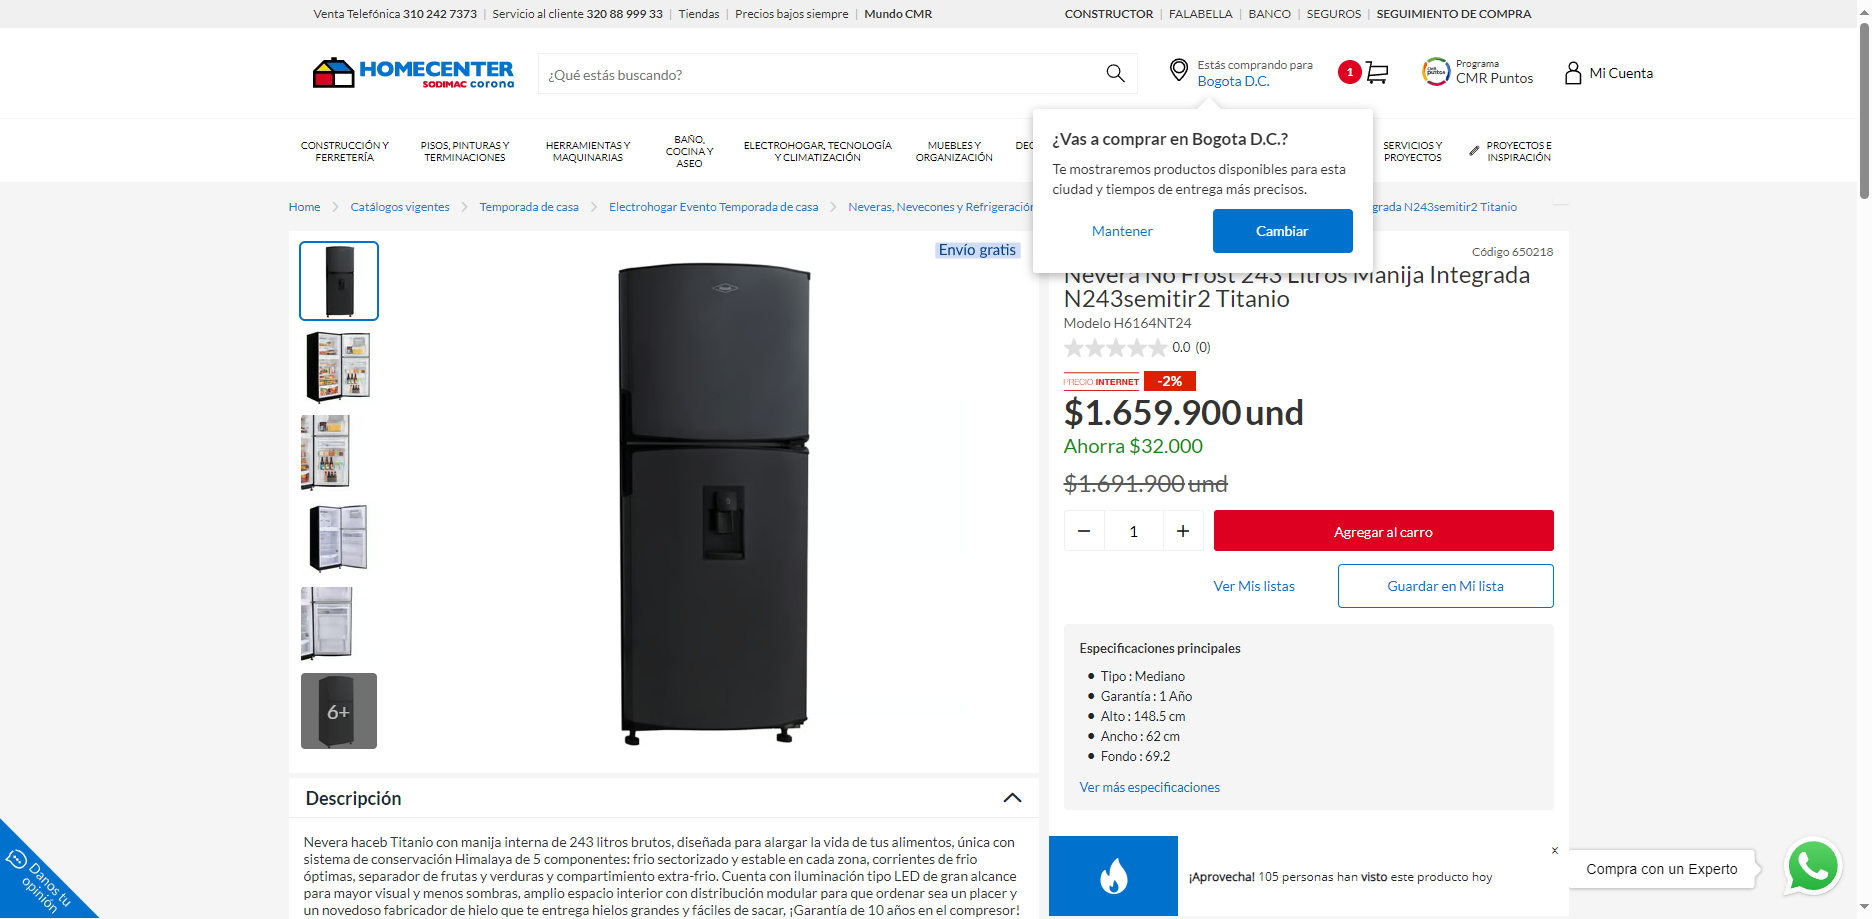 Venta Telefónica 310 242 7373 | Servicio al cliente 320 88 999 33 | Tiendas | Precios bajos siempre | Mundo CMR
CONSTRUCTOR | FALABELLA | BANCO | SEGUROS | SEGUIMIENTO DE COMPRA
HOMECENTER
SODIMAC corona
¿Qué estás buscando?
Estás comprando para
Bogota D.C.
1
Programa
CMR Puntos
Mi Cuenta
CONSTRUCCIÓN Y
FERRETERÍA
PISOS, PINTURAS Y
TERMINACIONES
HERRAMIENTAS Y
MAQUINARIAS
BAÑO,
COCINA Y
ASEO
ELECTROHOGAR, TECNOLOGÍA
Y CLIMATIZACIÓN
MUEBLES Y
ORGANIZACIÓN
SERVICIOS Y
PROYECTOS
PROYECTOS E
INSPIRACIÓN
¿Vas a comprar en Bogota D.C.?
Te mostraremos productos disponibles para esta
ciudad y tiempos de entrega más precisos.
Mantener
Cambiar
Home > Catálogos vigentes > Temporada de casa > Electrohogar Evento Temporada de casa > Neveras, Nevecones y Refrigeración
N243semitir2 Titanio
Envío gratis
Código 650218
Nevera No Frost 243 Litros Manija Integrada
N243semitir2 Titanio
Modelo H6164NT24
0.0 (0)
PRECIO INTERNET -2%
$1.659.900 und
Ahorra $32.000
$1.691.900 und
− 1 +
Agregar al carro
Ver Mis listas
Guardar en Mi lista
6+
Especificaciones principales
• Tipo : Mediano
• Garantía : 1 Año
• Alto : 148.5 cm
• Ancho : 62 cm
• Fondo : 69.2
Ver más especificaciones
Descripción
Nevera haceb Titanio con manija interna de 243 litros brutos, diseñada para alargar la vida de tus alimentos, única con
sistema de conservación Himalaya de 5 componentes: frio sectorizado y estable en cada zona, corrientes de frio
óptimas, separador de frutas y verduras y compartimiento extra-frio. Cuenta con iluminación tipo LED de gran alcance
para mayor visual y menos sombras, amplio espacio interior con distribución modular para que ordenar sea un placer y
un novedoso fabricador de hielo que te entrega hielos grandes y fáciles de sacar, ¡Garantía de 10 años en el compresor!
x
¡Aprovecha! 105 personas han visto este producto hoy
Compra con un Experto
Danos tu
opinión